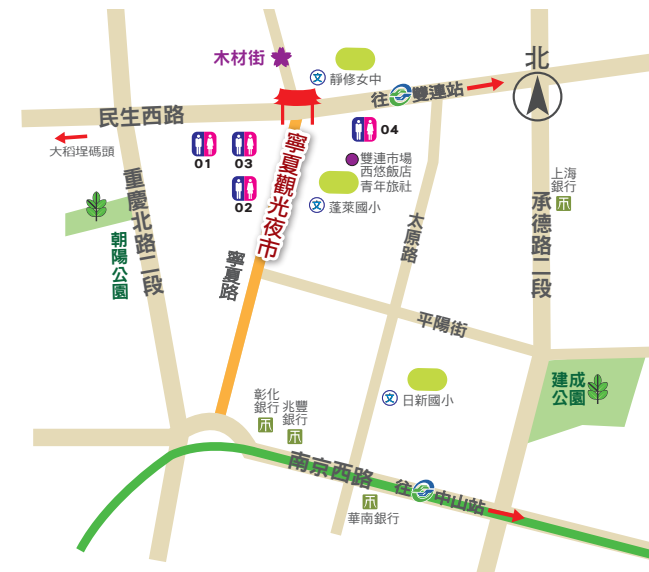 木材街
北
文 靜修女中
往 雙連站
民生西路
大稻埕碼頭
01
03
04
02
寧夏觀光夜市
雙連市場
西悠飯店
青年旅社
文 蓬萊國小
上海
銀行
重慶北路二段
承德路二段
朝陽公園
太原路
寧夏路
平陽街
建成
公園
文 日新國小
彰化
銀行
兆豐
銀行
南京西路
往 中山站
華南銀行